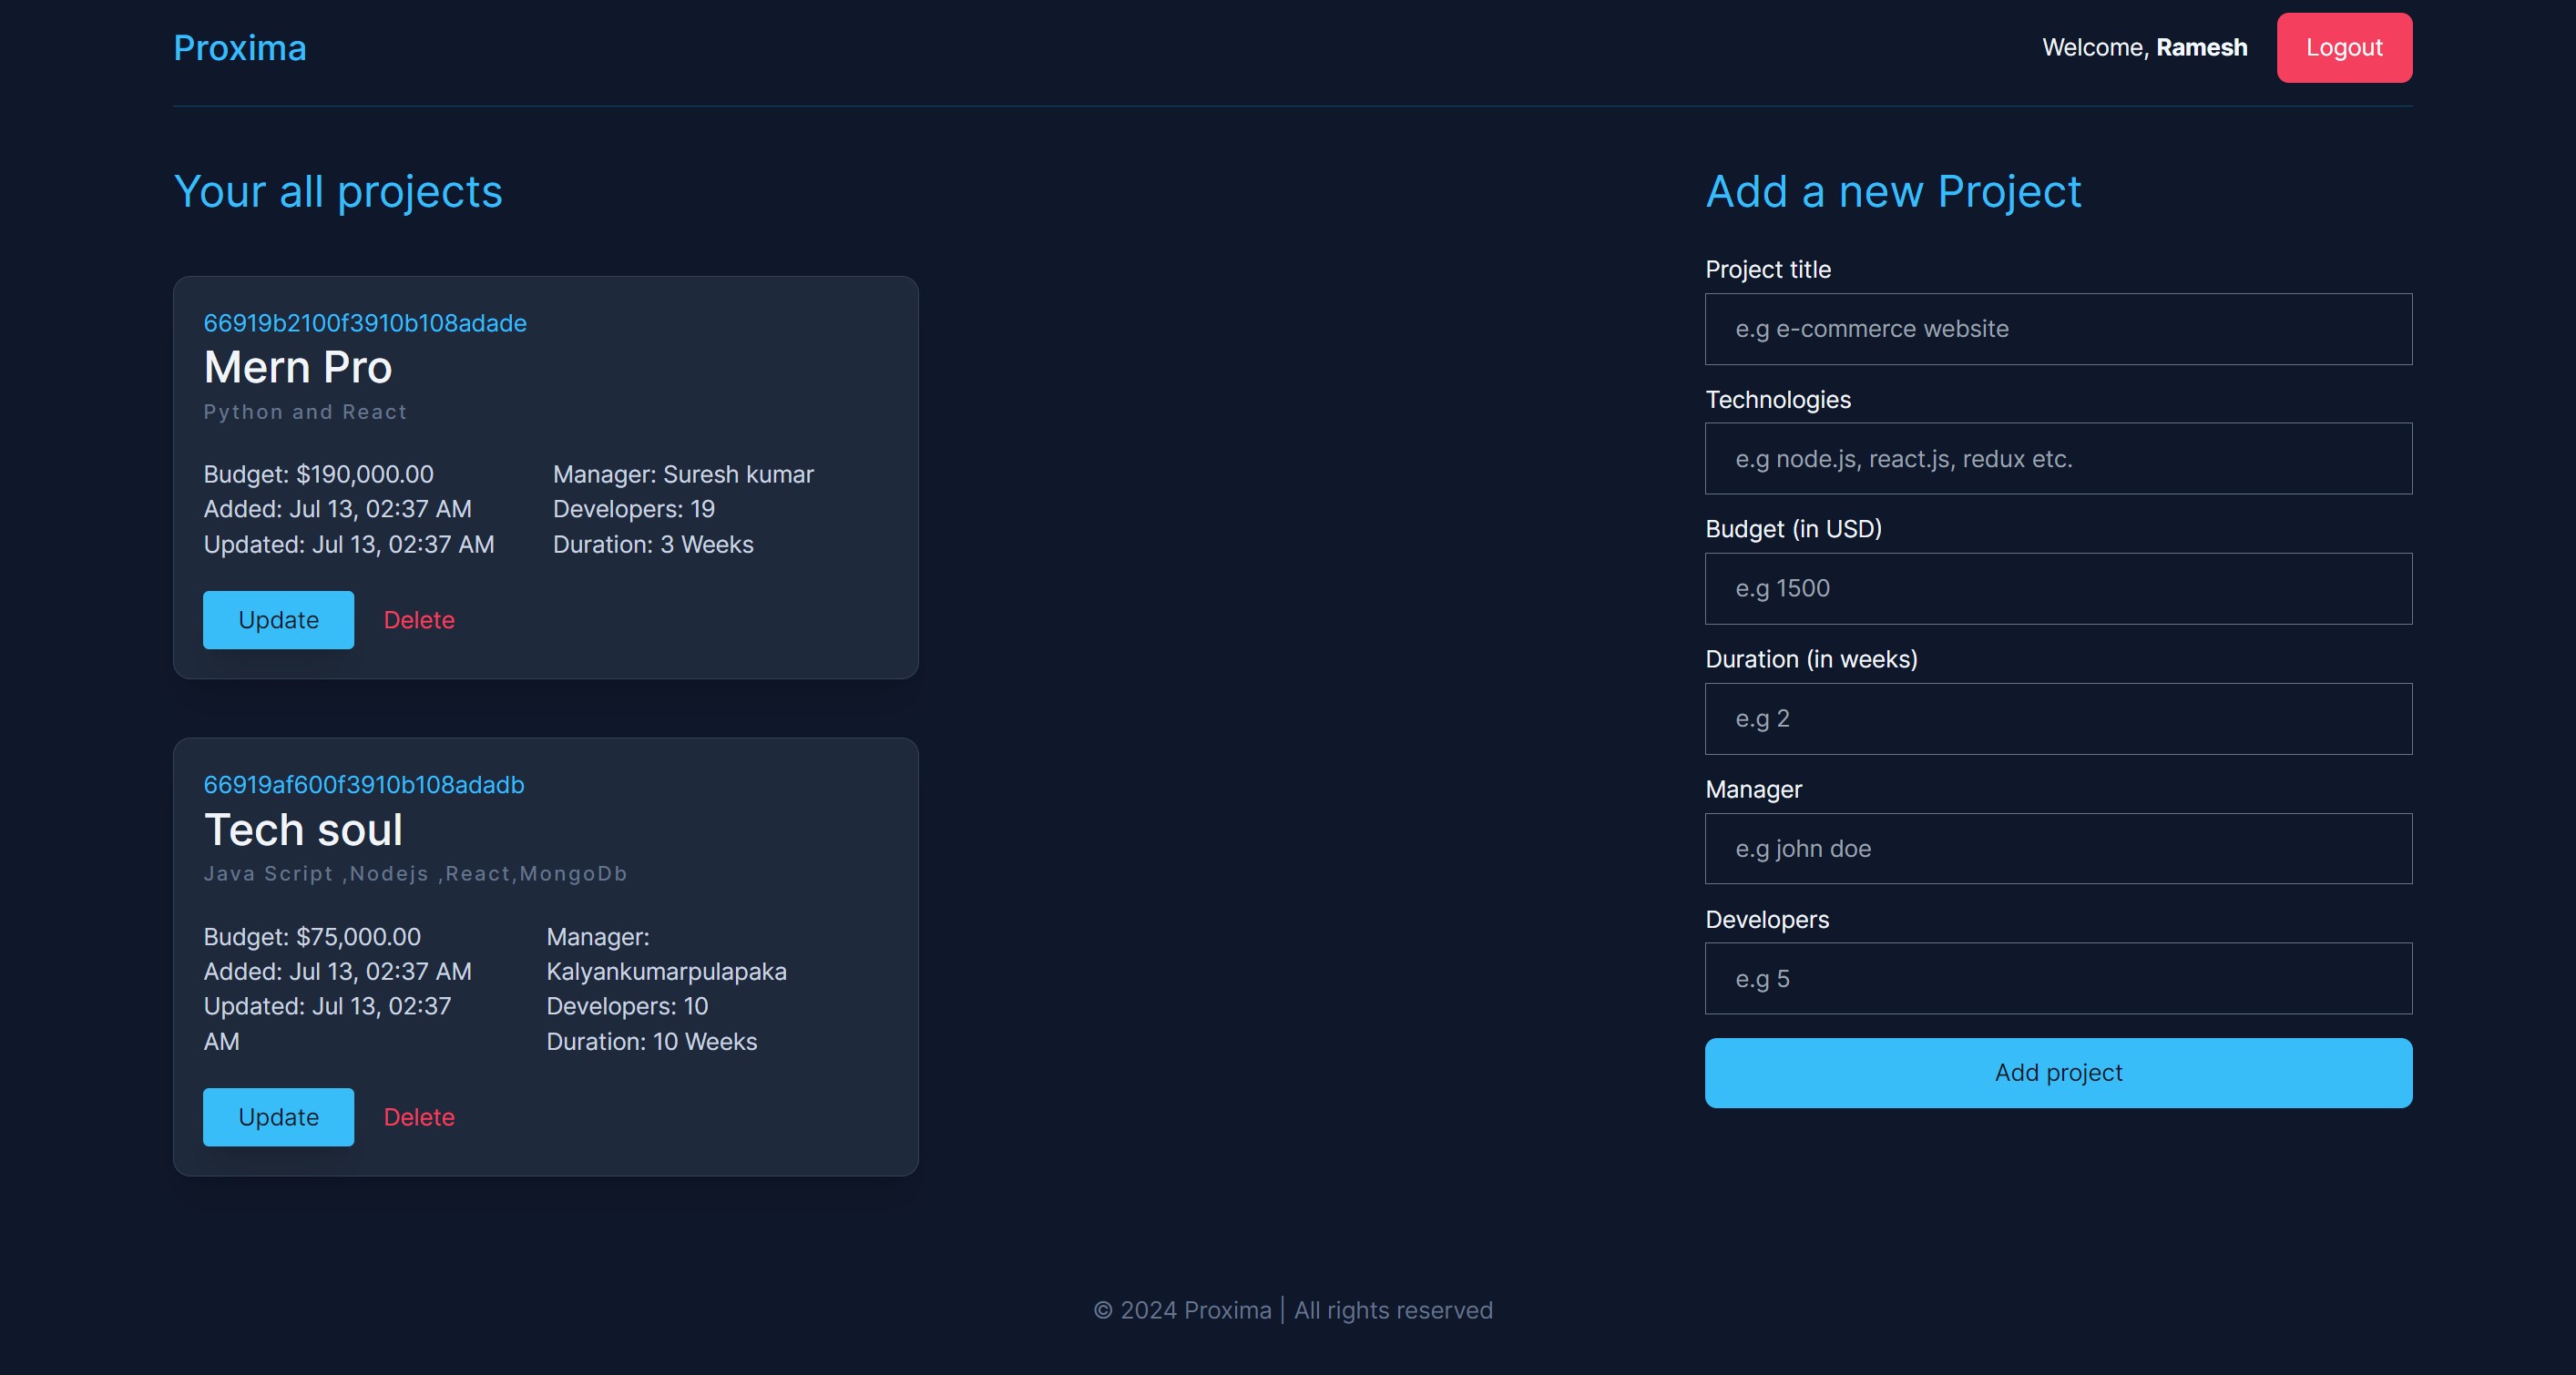 Proxima
Welcome, Ramesh
Logout
Your all projects
66919b2100f3910b108adade
Mern Pro
Python and React
Budget: $190,000.00
Added: Jul 13, 02:37 AM
Updated: Jul 13, 02:37 AM
Manager: Suresh kumar
Developers: 19
Duration: 3 Weeks
Update
Delete
66919af600f3910b108adadb
Tech soul
Java Script ,Nodejs ,React,MongoDb
Budget: $75,000.00
Added: Jul 13, 02:37 AM
Updated: Jul 13, 02:37
AM
Manager:
Kalyankumarpulapaka
Developers: 10
Duration: 10 Weeks
Update
Delete
Add a new Project
Project title
e.g e-commerce website
Technologies
e.g node.js, react.js, redux etc.
Budget (in USD)
e.g 1500
Duration (in weeks)
e.g 2
Manager
e.g john doe
Developers
e.g 5
Add project
© 2024 Proxima | All rights reserved